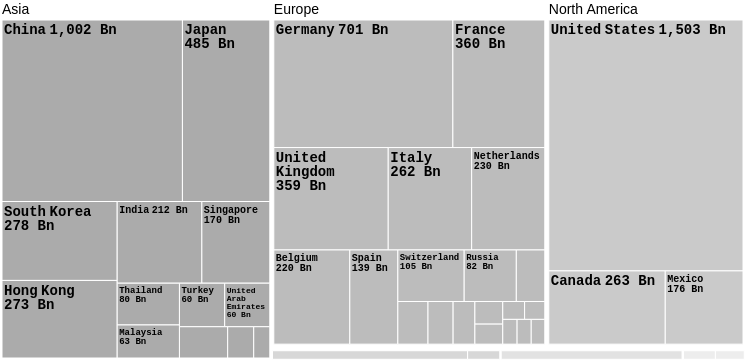 Asia
China 1,002 Bn
Japan
485 Bn
South Korea
278 Bn
India 212 Bn
Singapore
170 Bn
Hong Kong
273 Bn
Thailand
80 Bn
Turkey
60 Bn
United
Arab
Emirates
60 Bn
Malaysia
63 Bn
Europe
Germany 701 Bn
France
360 Bn
United
Kingdom
359 Bn
Italy
262 Bn
Netherlands
230 Bn
Belgium
220 Bn
Spain
139 Bn
Switzerland
105 Bn
Russia
82 Bn
North America
United States 1,503 Bn
Canada 263 Bn
Mexico
176 Bn